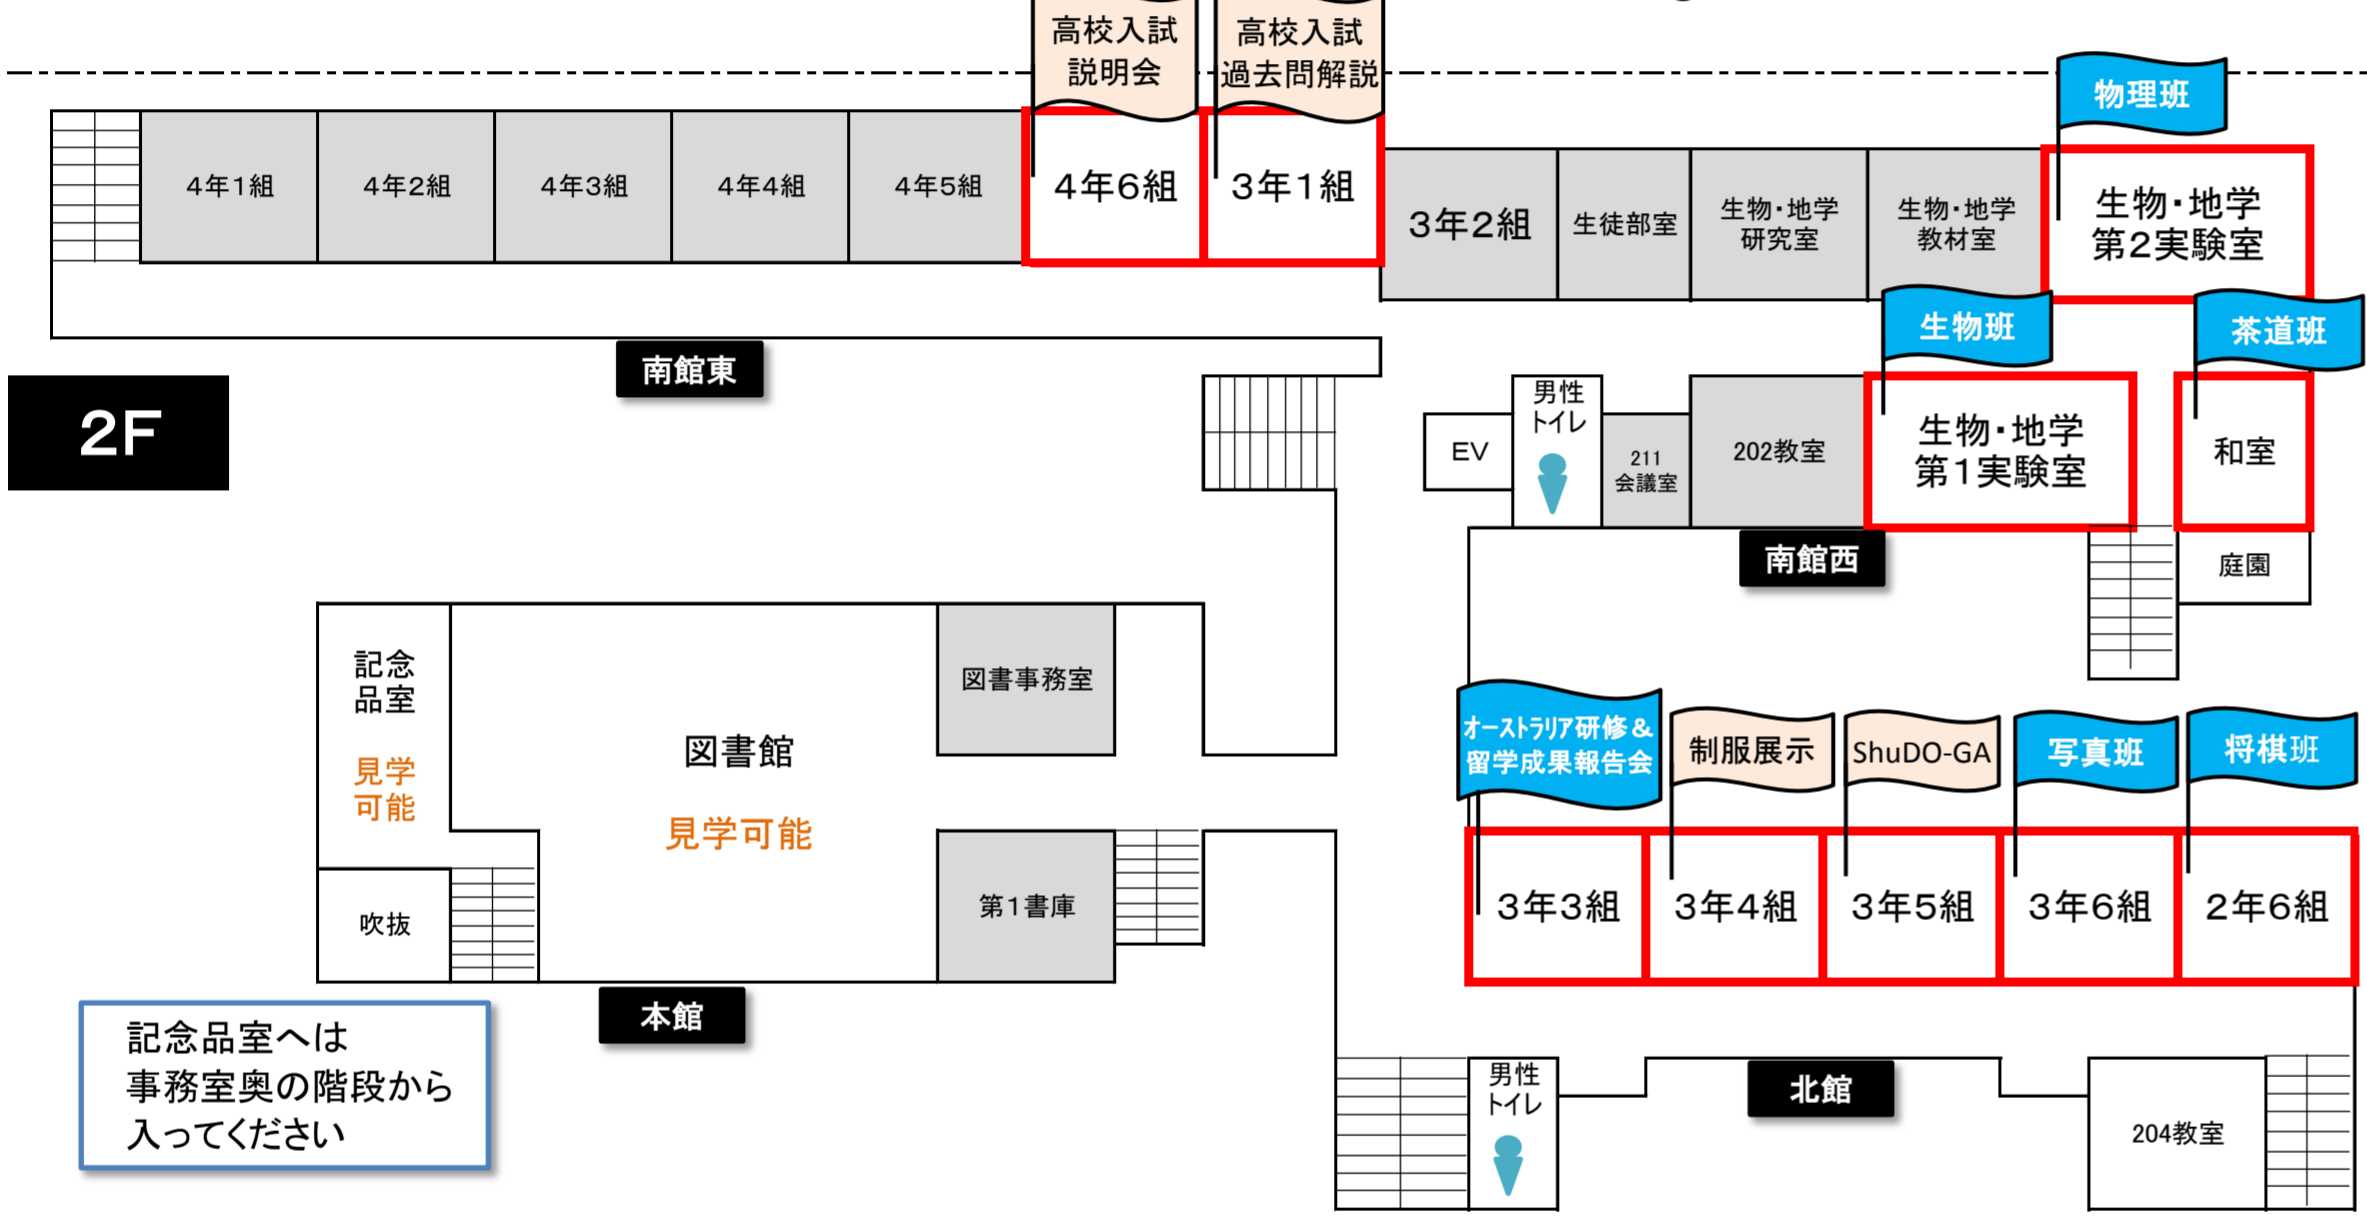 高校入試
説明会
高校入試
過去問解説
物理班
4年1組
4年2組
4年3組
4年4組
4年5組
4年6組
3年1組
3年2組
生徒部室
生物・地学
研究室
生物・地学
教材室
生物・地学
第2実験室
生物班
茶道班
南館東
2F
EV
男性
トイレ
211
会議室
202教室
生物・地学
第1実験室
和室
南館西
庭園
記念
品室
見学
可能
図書館
見学可能
図書事務室
オーストラリア研修&
留学成果報告会
制服展示
ShuDO-GA
写真班
将棋班
吹抜
第1書庫
3年3組
3年4組
3年5組
3年6組
2年6組
本館
記念品室へは
事務室奥の階段から
入ってください
男性
トイレ
北館
204教室